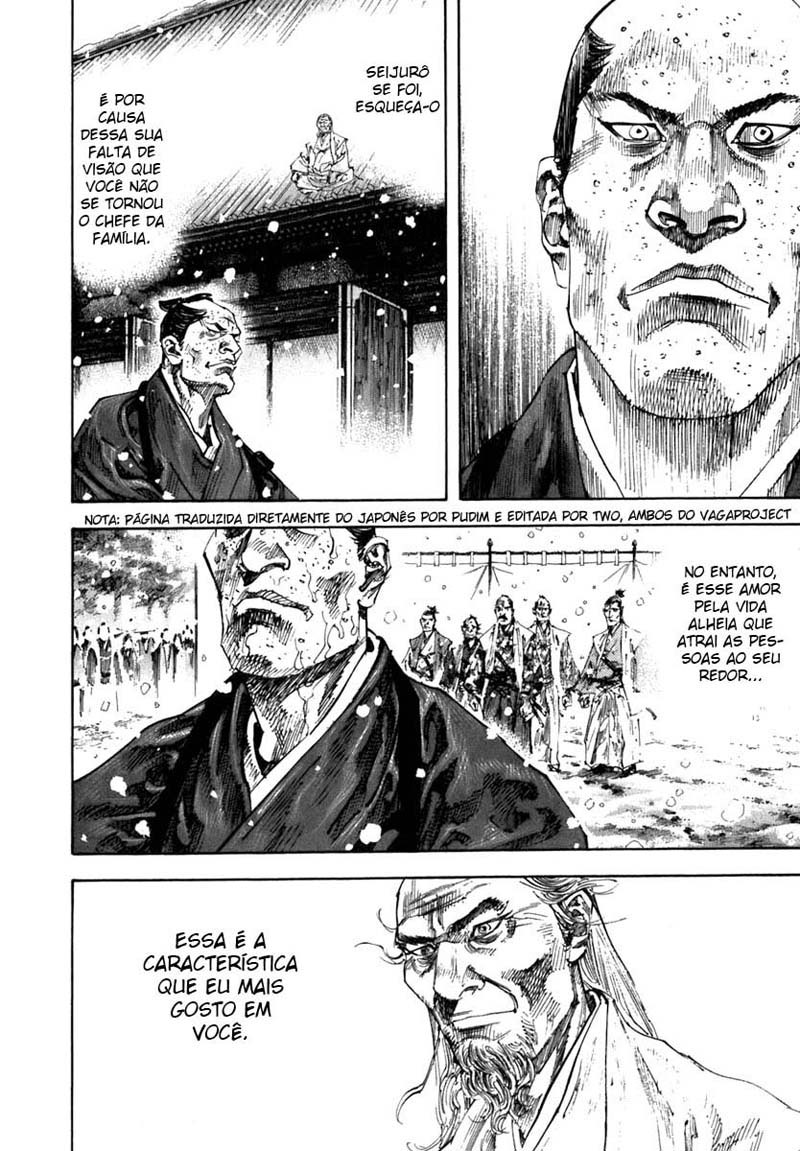 SEIJURÔ
SE FOI,
ESQUEÇA-O
É POR
CAUSA
DESSA SUA
FALTA DE
VISÃO QUE
VOCÊ NÃO
SE TORNOU
O CHEFE DA
FAMÍLIA.
NOTA: PÁGINA TRADUZIDA DIRETAMENTE DO JAPONÊS POR PUDIM E EDITADA POR TWO, AMBOS DO VAGAPROJECT
NO ENTANTO,
É ESSE AMOR
PELA VIDA
ALHEIA QUE
ATRAI AS PES-
SOAS AO SEU
REDOR...
ESSA É A
CARACTERÍSTICA
QUE EU MAIS
GOSTO EM
VOCÊ.